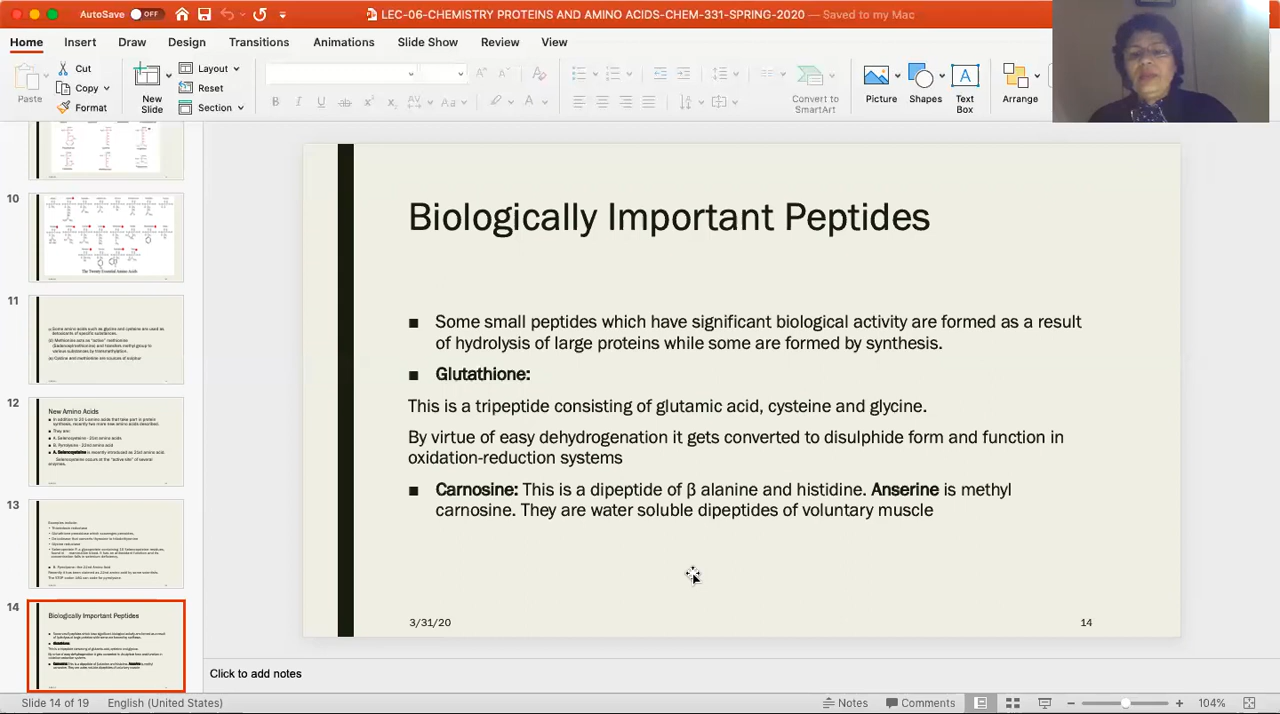 AutoSave OFF
LEC-06-CHEMISTRY PROTEINS AND AMINO ACIDS-CHEM-331-SPRING-2020 — Saved to my Mac
Home Insert Draw Design Transitions Animations Slide Show Review View
Paste
Cut
Copy
Format
New Slide
Layout
Reset
Section
Convert to SmartArt
Picture
Shapes
Text Box
Arrange
10
The Twenty Essential Amino Acids
11
12
New Amino Acids
13
14
Biologically Important Peptides
Biologically Important Peptides
■ Some small peptides which have significant biological activity are formed as a result
of hydrolysis of large proteins while some are formed by synthesis.
■ Glutathione:
This is a tripeptide consisting of glutamic acid, cysteine and glycine.
By virtue of easy dehydrogenation it gets converted to disulphide form and function in
oxidation-reduction systems
■ Carnosine: This is a dipeptide of β alanine and histidine. Anserine is methyl
carnosine. They are water soluble dipeptides of voluntary muscle
3/31/20 14
Click to add notes
Slide 14 of 19 English (United States) Notes Comments 104%